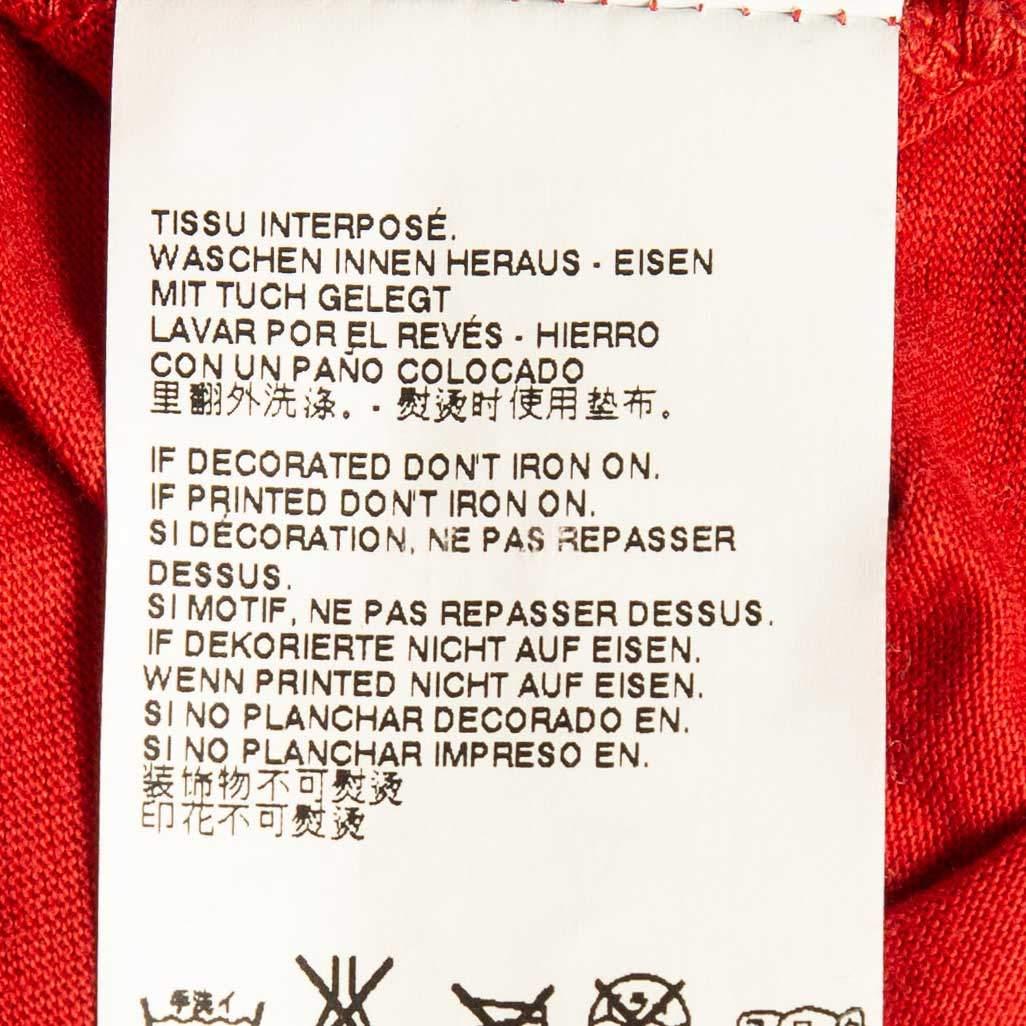 TISSU INTERPOSÉ.
WASCHEN INNEN HERAUS - EISEN
MIT TUCH GELEGT
LAVAR POR EL REVÉS - HIERRO
CON UN PAÑO COLOCADO
里翻外洗涤。- 熨烫时使用垫布。
IF DECORATED DON'T IRON ON.
IF PRINTED DON'T IRON ON.
SI DÉCORATION, NE PAS REPASSER
DESSUS.
SI MOTIF, NE PAS REPASSER DESSUS.
IF DEKORIERTE NICHT AUF EISEN.
WENN PRINTED NICHT AUF EISEN.
SI NO PLANCHAR DECORADO EN.
SI NO PLANCHAR IMPRESO EN.
装饰物不可熨烫
印花不可熨烫
手洗イ